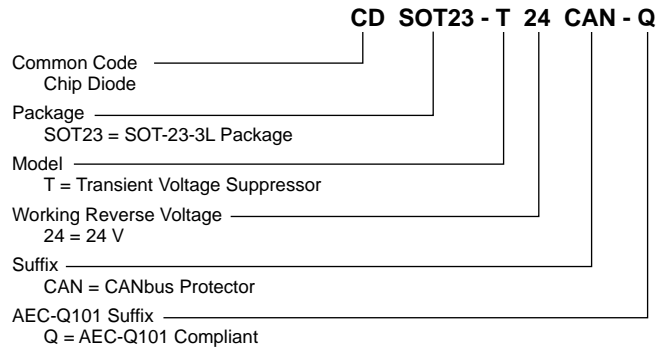 CD SOT23 - T 24 CAN - Q
Common Code
Chip Diode
Package
SOT23 = SOT-23-3L Package
Model
T = Transient Voltage Suppressor
Working Reverse Voltage
24 = 24 V
Suffix
CAN = CANbus Protector
AEC-Q101 Suffix
Q = AEC-Q101 Compliant